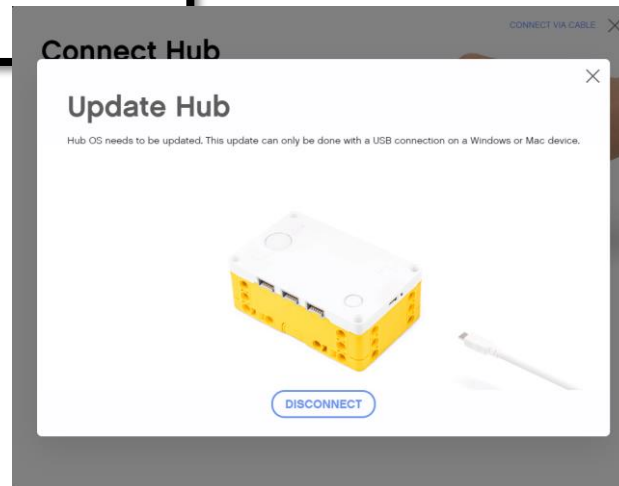 CONNECT VIA CABLE
Connect Hub
Update Hub
Hub OS needs to be updated. This update can only be done with a USB connection on a Windows or Mac device.
DISCONNECT